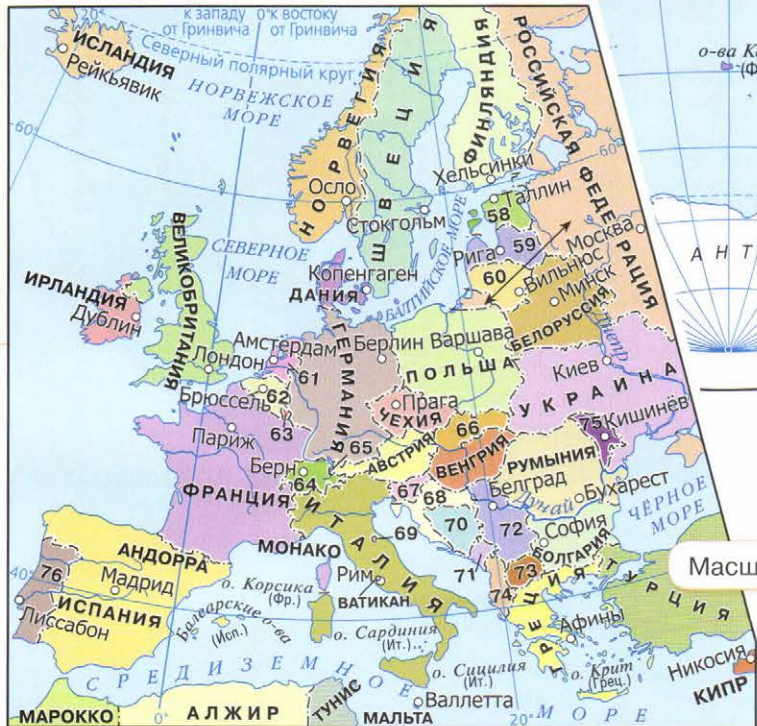 20° к западу 0° к востоку
от Гринвича от Гринвича
ИСЛАНДИЯ
Рейкьявик
Северный полярный круг
НОРВЕЖСКОЕ
МОРЕ
НОРВЕГИЯ
ШВЕЦИЯ
ФИНЛЯНДИЯ
РОССИЙСКАЯ ФЕДЕРАЦИЯ
60°
60
Хельсинки
Осло
Таллин
58
Стокгольм
ВЕЛИКОБРИТАНИЯ
СЕВЕРНОЕ
МОРЕ
БАЛТИЙСКОЕ МОРЕ
Рига
59
Москва
60
Вильнюс
Минск
БЕЛОРУССИЯ
Копенгаген
ДАНИЯ
ИРЛАНДИЯ
Дублин
Лондон
Амстердам
61
ГЕРМАНИЯ
Берлин
Варшава
ПОЛЬША
Днепр
Киев
УКРАИНА
62
Брюссель
63
Прага
ЧЕХИЯ
Париж
65
66
75
Кишинёв
Берн
64
АВСТРИЯ
ВЕНГРИЯ
РУМЫНИЯ
ФРАНЦИЯ
ИТАЛИЯ
67
68
Белград
Дунай
Бухарест
ЧЁРНОЕ
МОРЕ
69
70
72
София
БОЛГАРИЯ
МОНАКО
АНДОРРА
40°
76
Мадрид
о. Корсика
(Фр.)
Рим
ВАТИКАН
71
73
74
ТУРЦИЯ
ИСПАНИЯ
Лиссабон
Балеарские о-ва
(Исп.)
о. Сардиния
(Ит.)
ГРЕЦИЯ
Афины
о. Сицилия
(Ит.)
о. Крит
(Грец.)
Никосия
КИПР
СРЕДИЗЕМНОЕ
МОРЕ
Валлетта
МАРОККО
0°
АЛЖИР
ТУНИС
МАЛЬТА
20°
о-ва К
(Ф
АНТ
Масш